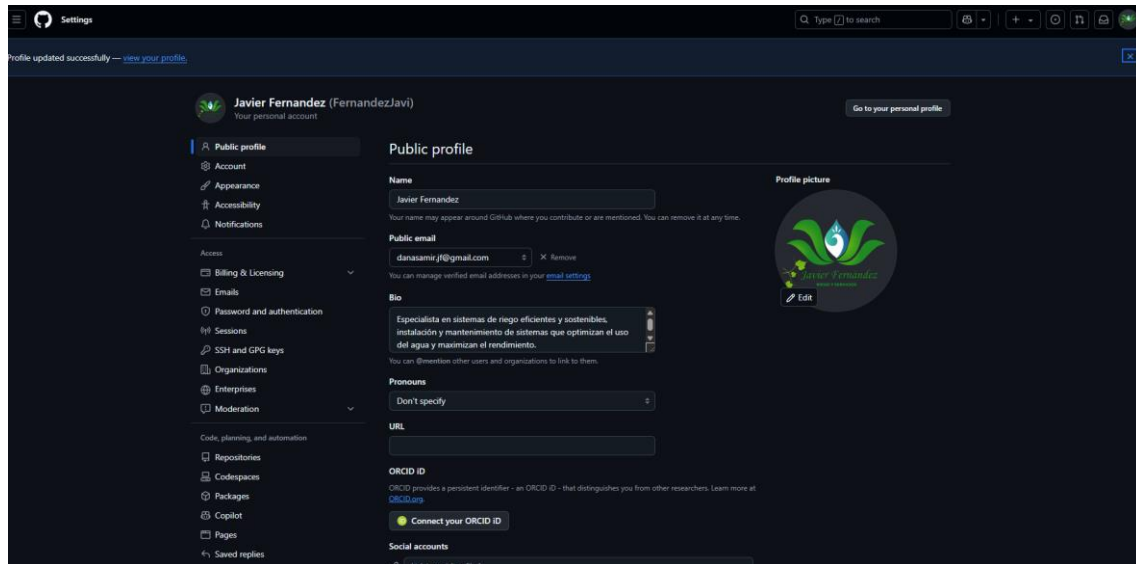 Settings
Type / to search
Profile updated successfully — view your profile.
Javier Fernandez (FernandezJavi)
Your personal account
Go to your personal profile
Public profile
Account
Appearance
Accessibility
Notifications
Access
Billing & Licensing
Emails
Password and authentication
Sessions
SSH and GPG keys
Organizations
Enterprises
Moderation
Code, planning, and automation
Repositories
Codespaces
Packages
Copilot
Pages
Saved replies
Public profile
Name
Javier Fernandez
Your name may appear around GitHub where you contribute or are mentioned. You can remove it at any time.
Public email
danasamir.jf@gmail.com
Remove
You can manage verified email addresses in your email settings
Bio
Especialista en sistemas de riego eficientes y sostenibles,
instalación y mantenimiento de sistemas que optimizan el uso
del agua y maximizan el rendimiento.
You can @mention other users and organizations to link to them.
Pronouns
Don't specify
URL
ORCID iD
ORCID provides a persistent identifier - an ORCID iD - that distinguishes you from other researchers. Learn more at
ORCID.org.
Connect your ORCID iD
Social accounts
Profile picture
Javier Fernandez
Edit